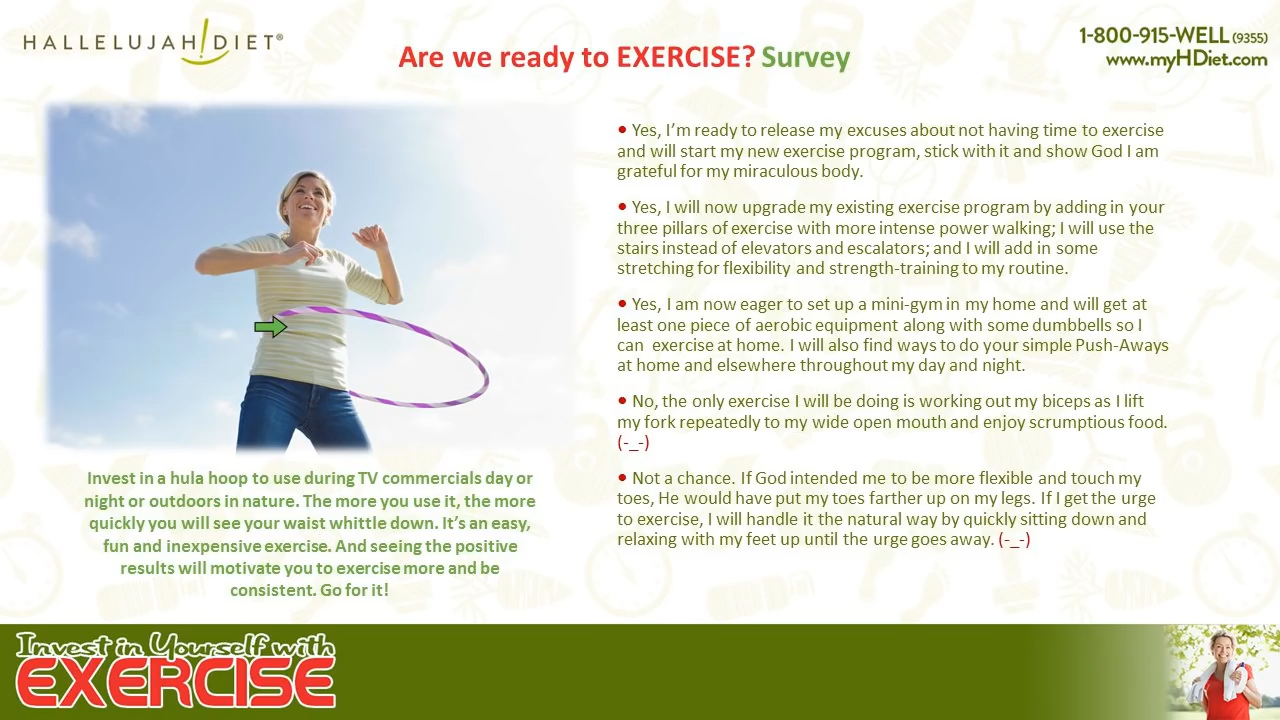 HALLELUJAH! DIET®
Are we ready to EXERCISE? Survey
1-800-915-WELL (9355)
www.myHDiet.com
• Yes, I’m ready to release my excuses about not having time to exercise
and will start my new exercise program, stick with it and show God I am
grateful for my miraculous body.
• Yes, I will now upgrade my existing exercise program by adding in your
three pillars of exercise with more intense power walking; I will use the
stairs instead of elevators and escalators; and I will add in some
stretching for flexibility and strength-training to my routine.
• Yes, I am now eager to set up a mini-gym in my home and will get at
least one piece of aerobic equipment along with some dumbbells so I
can exercise at home. I will also find ways to do your simple Push-Aways
at home and elsewhere throughout my day and night.
• No, the only exercise I will be doing is working out my biceps as I lift
my fork repeatedly to my wide open mouth and enjoy scrumptious food.
(-_-)
• Not a chance. If God intended me to be more flexible and touch my
toes, He would have put my toes farther up on my legs. If I get the urge
to exercise, I will handle it the natural way by quickly sitting down and
relaxing with my feet up until the urge goes away. (-_-)
Invest in a hula hoop to use during TV commercials day or
night or outdoors in nature. The more you use it, the more
quickly you will see your waist whittle down. It’s an easy,
fun and inexpensive exercise. And seeing the positive
results will motivate you to exercise more and be
consistent. Go for it!
Invest in Yourself with
EXERCISE